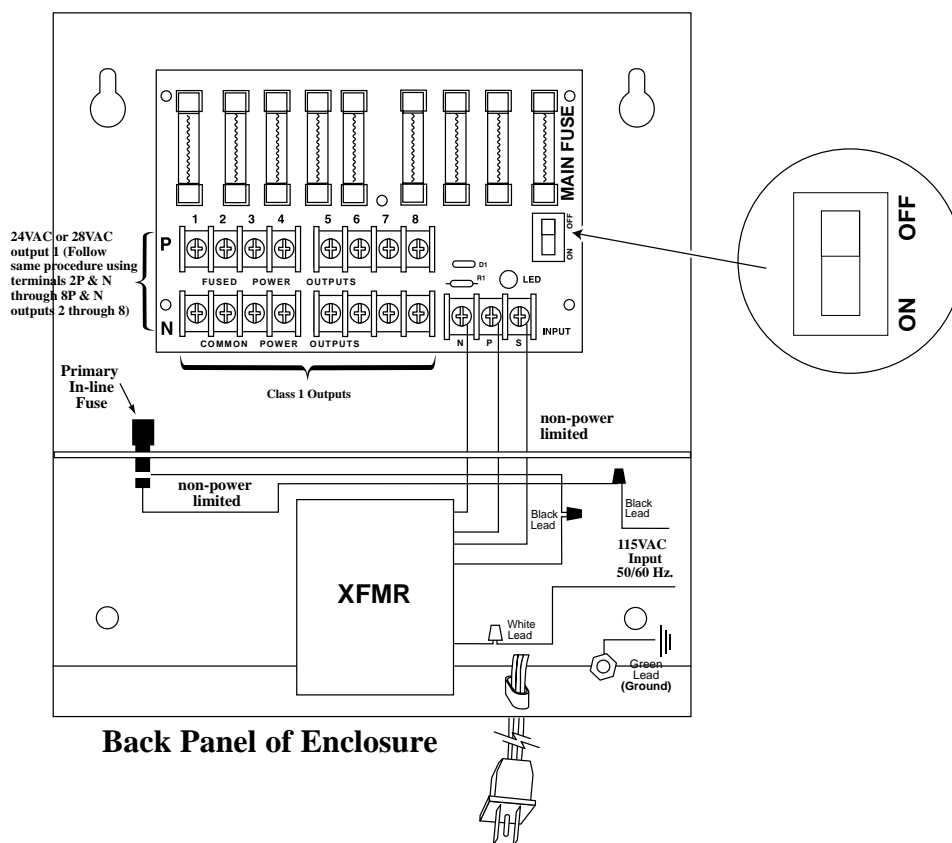 MAIN FUSE
1 2 3 4 5 6 7 8
OFF
ON
OFF
ON
24VAC or 28VAC
output 1 (Follow
same procedure using
terminals 2P & N
through 8P & N
outputs 2 through 8)
P
D1
FUSED POWER OUTPUTS
R1
LED
N
INPUT
COMMON POWER OUTPUTS
N P S
Class 1 Outputs
Primary
In-line
Fuse
non-power
limited
non-power
limited
Black
Lead
Black
Lead
115VAC
Input
50/60 Hz.
XFMR
White
Lead
Green
Lead
(Ground)
Back Panel of Enclosure